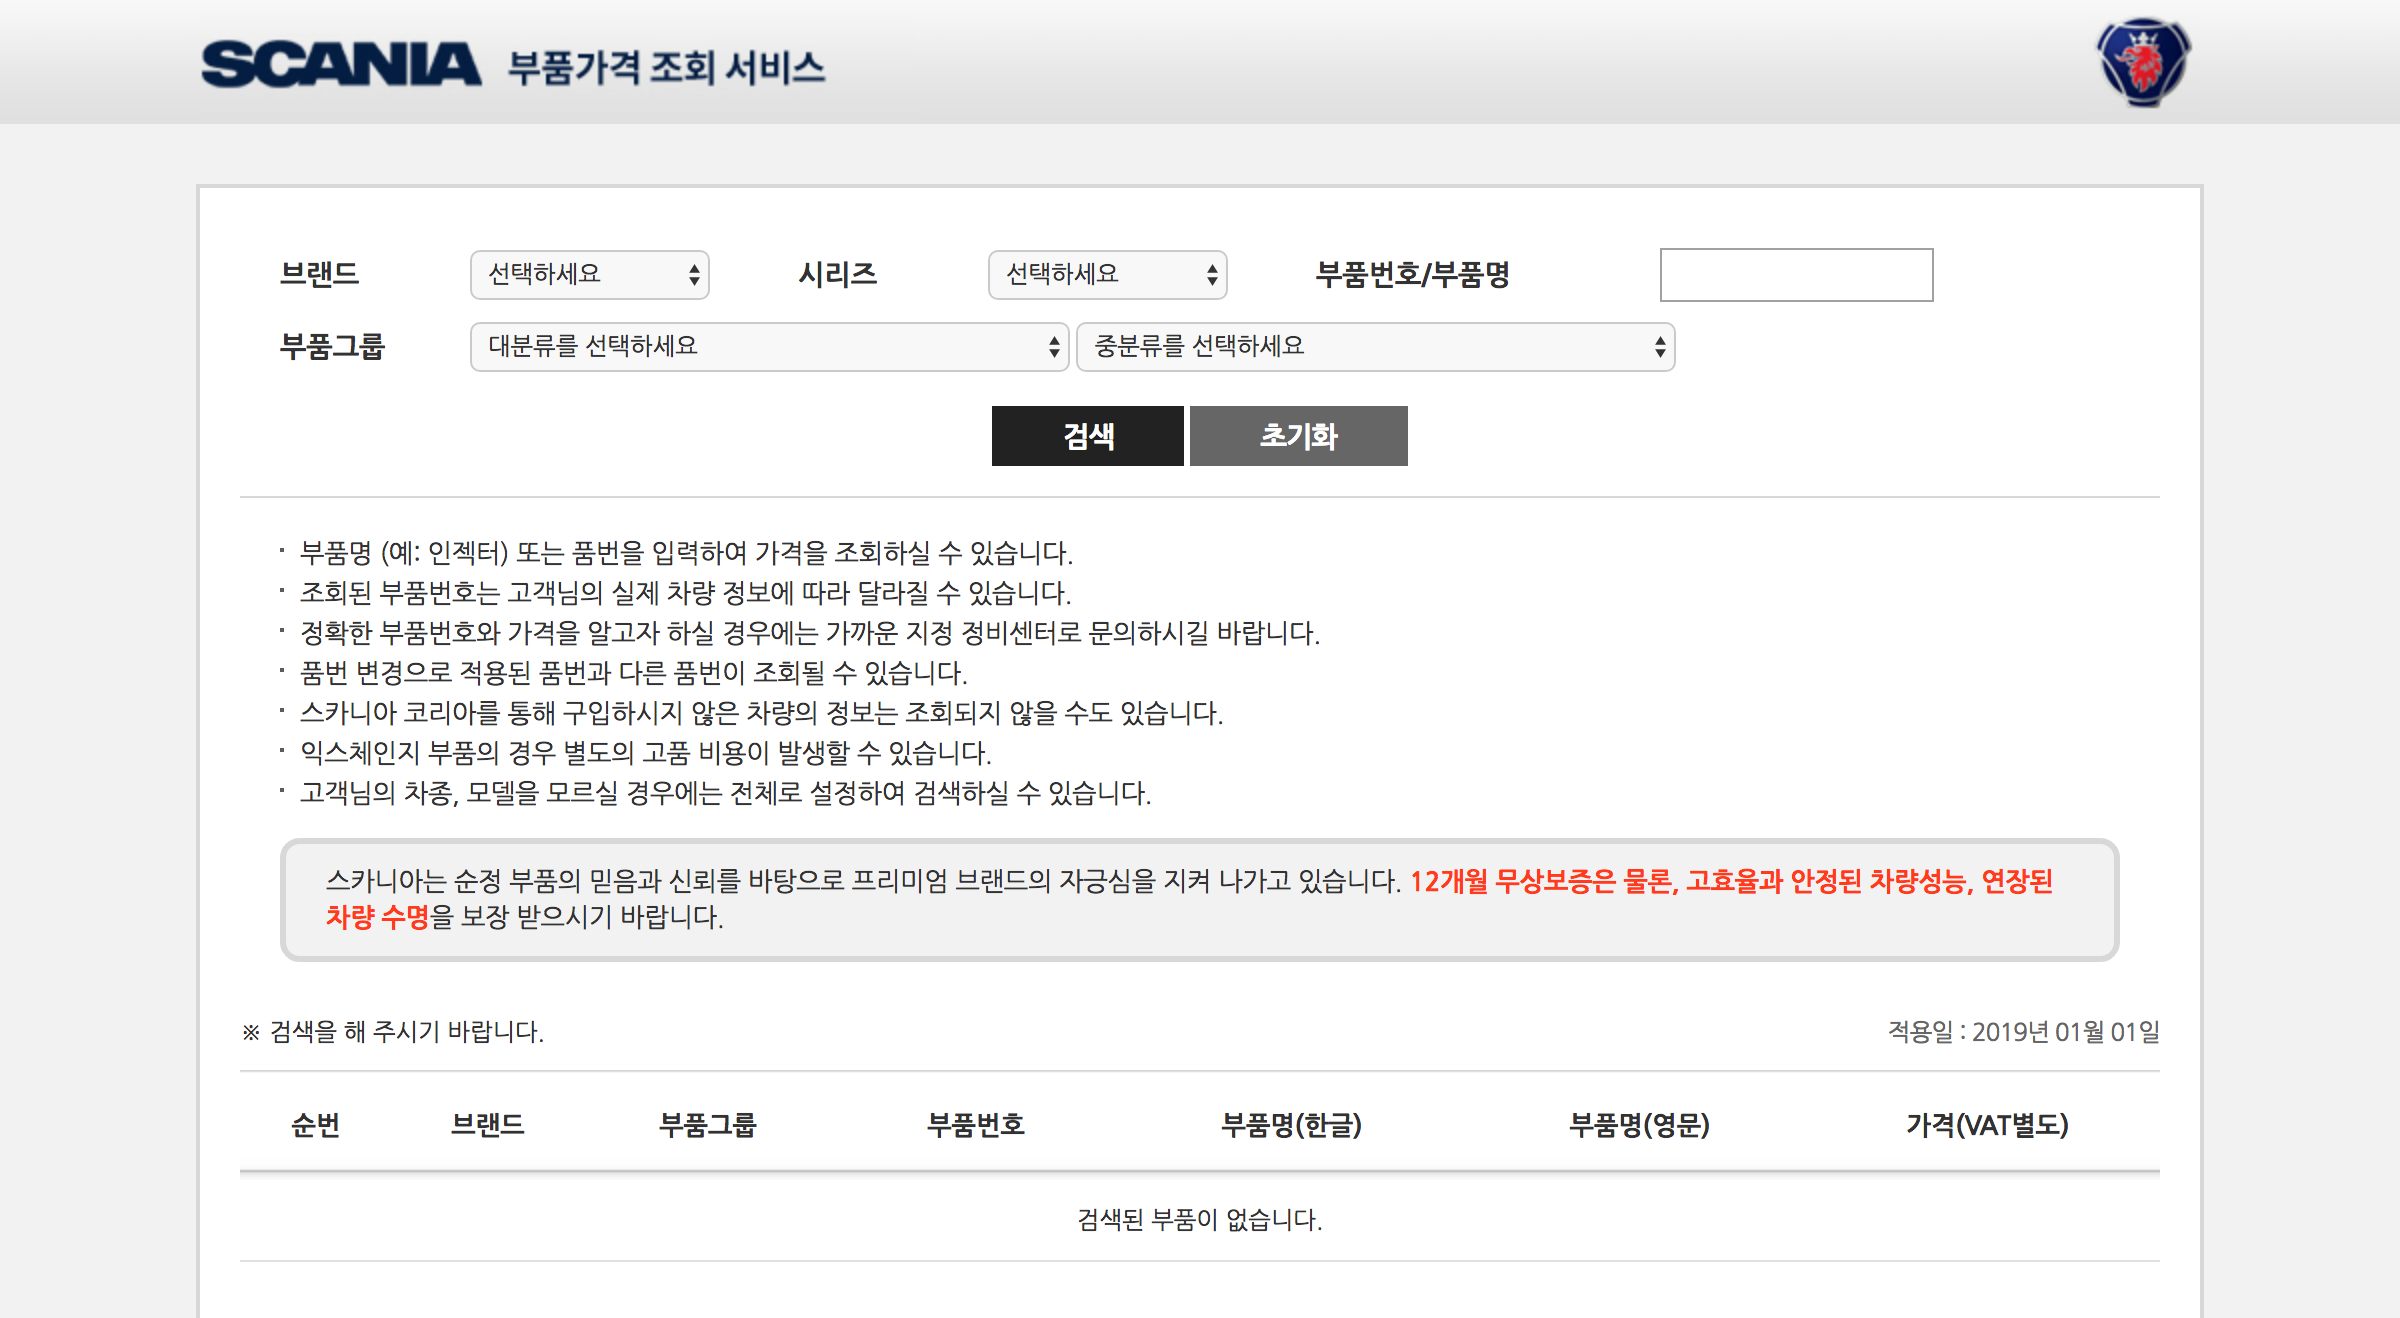 SCANIA 부품가격 조회 서비스
브랜드 선택하세요 시리즈 선택하세요 부품번호/부품명
부품그룹 대분류를 선택하세요 중분류를 선택하세요
검색 초기화
· 부품명 (예: 인젝터) 또는 품번을 입력하여 가격을 조회하실 수 있습니다.
· 조회된 부품번호는 고객님의 실제 차량 정보에 따라 달라질 수 있습니다.
· 정확한 부품번호와 가격을 알고자 하실 경우에는 가까운 지정 정비센터로 문의하시길 바랍니다.
· 품번 변경으로 적용된 품번과 다른 품번이 조회될 수 있습니다.
· 스카니아 코리아를 통해 구입하시지 않은 차량의 정보는 조회되지 않을 수도 있습니다.
· 익스체인지 부품의 경우 별도의 고품 비용이 발생할 수 있습니다.
· 고객님의 차종, 모델을 모르실 경우에는 전체로 설정하여 검색하실 수 있습니다.
스카니아는 순정 부품의 믿음과 신뢰를 바탕으로 프리미엄 브랜드의 자긍심을 지켜 나가고 있습니다. 12개월 무상보증은 물론, 고효율과 안정된 차량성능, 연장된
차량 수명을 보장 받으시기 바랍니다.
※ 검색을 해 주시기 바랍니다. 적용일 : 2019년 01월 01일
순번 브랜드 부품그룹 부품번호 부품명(한글) 부품명(영문) 가격(VAT별도)
검색된 부품이 없습니다.